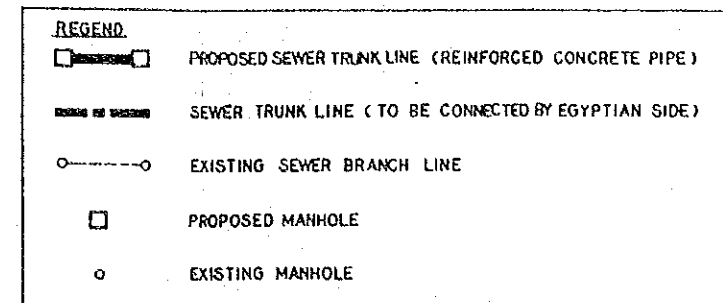 REGEND
PROPOSED SEWER TRUNK LINE (REINFORCED CONCRETE PIPE)
SEWER TRUNK LINE (TO BE CONNECTED BY EGYPTIAN SIDE)
EXISTING SEWER BRANCH LINE
PROPOSED MANHOLE
EXISTING MANHOLE